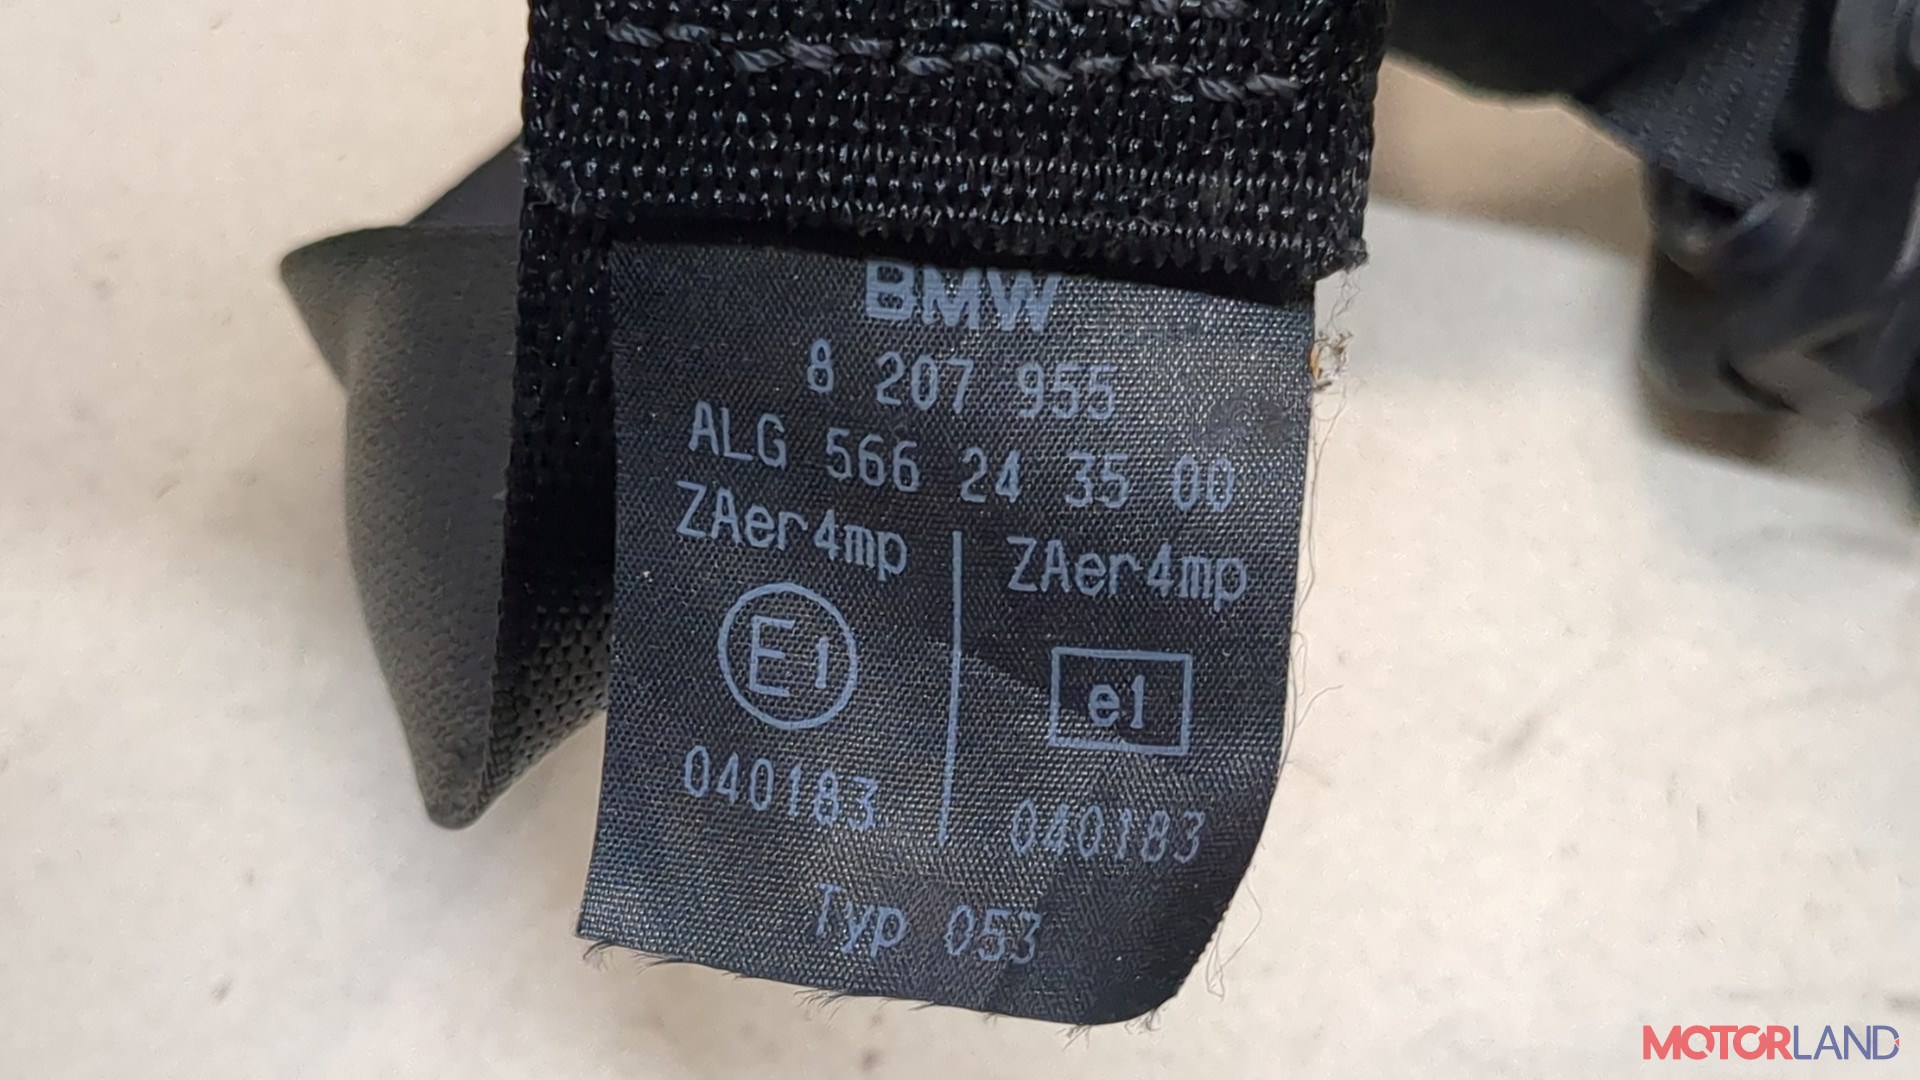 BMW
8 207 955
ALG 566 24 35 00
ZAer4mp ZAer4mp
E1 e1
040183 040183
Typ 053
MOTORLAND